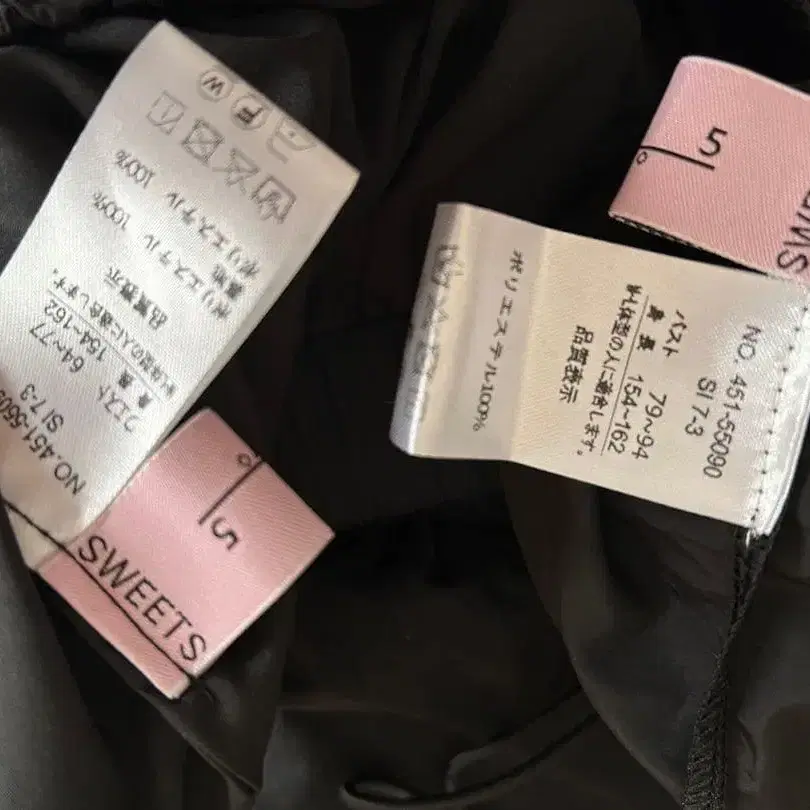 NO.451-5509
SI 7-3
ウエスト 64~77
身長 154~162
M体型の人に適合します。
品質表示
表地
ポリエステル 100%
裏地
ポリエステル 100%
W
F
SWEETS
5
NO. 451-55090
SI 7-3
バスト 79~94
身長 154~162
M体型の人に適合します。
品質表示
ポリエステル100%
5